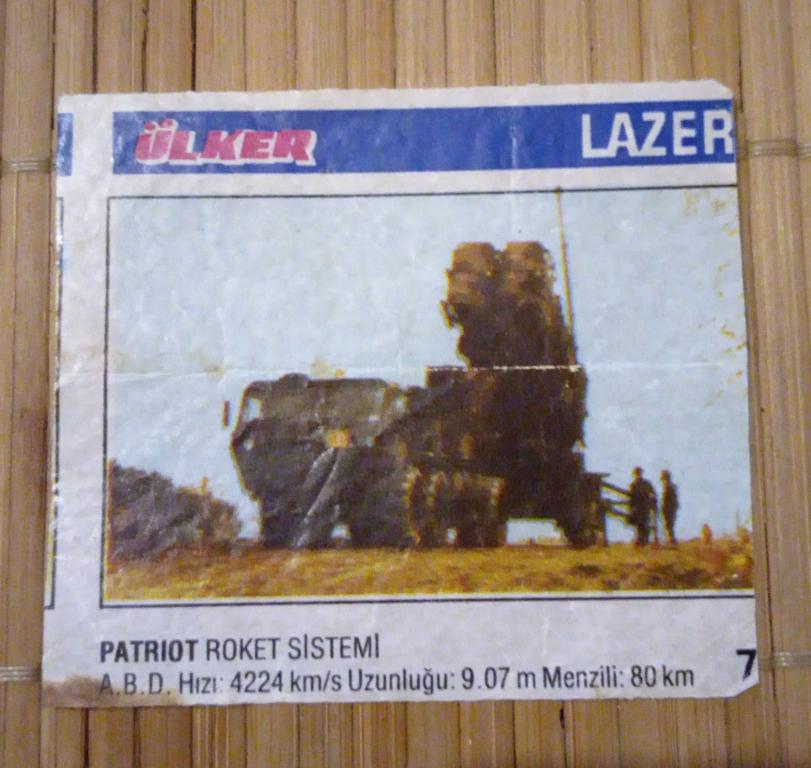 ÜLKER LAZER
PATRIOT ROKET SİSTEMİ
A.B.D. Hızı: 4224 km/s Uzunluğu: 9.07 m Menzili: 80 km 7